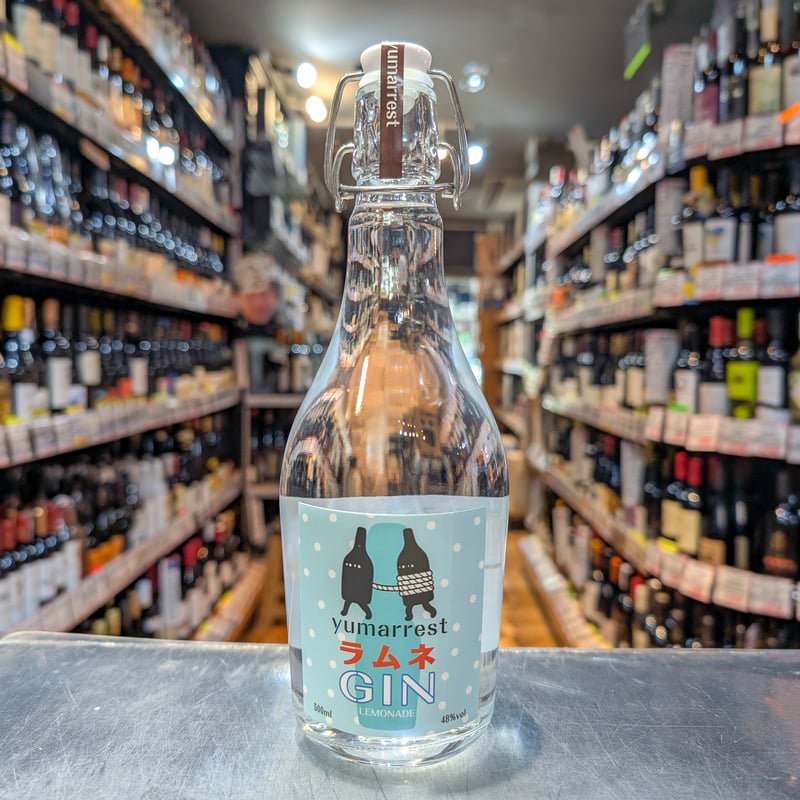 yumarrest
yumarrest
ラムネ
GIN
LEMONADE
500ml
48%vol